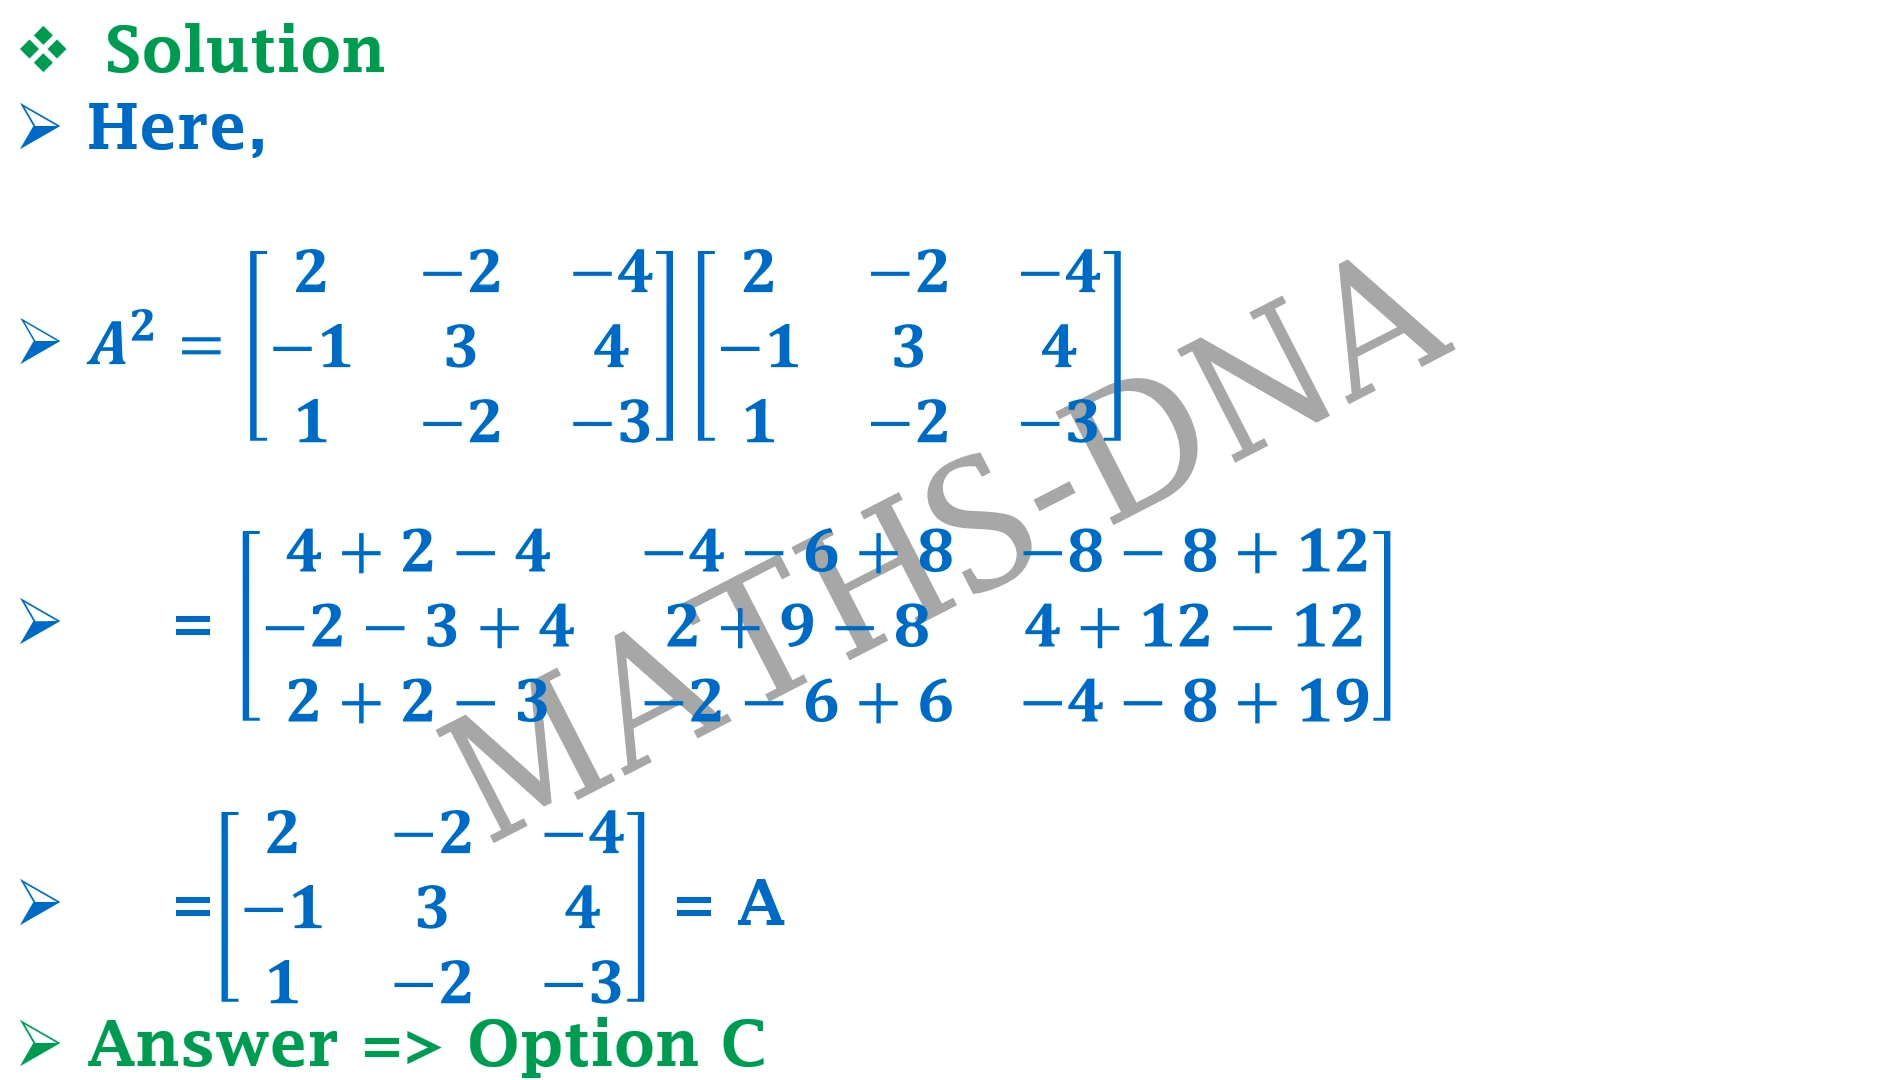 ❖ Solution
➢ Here,
➢ A² = [2 −2 −4; −1 3 4; 1 −2 −3] [2 −2 −4; −1 3 4; 1 −2 −3]
➢ = [4 + 2 − 4 −4 − 6 + 8 −8 − 8 + 12; −2 − 3 + 4 2 + 9 − 8 4 + 12 − 12; 2 + 2 − 3 −2 − 6 + 6 −4 − 8 + 19]
➢ = [2 −2 −4; −1 3 4; 1 −2 −3] = A
➢ Answer => Option C
MATHS-DNA